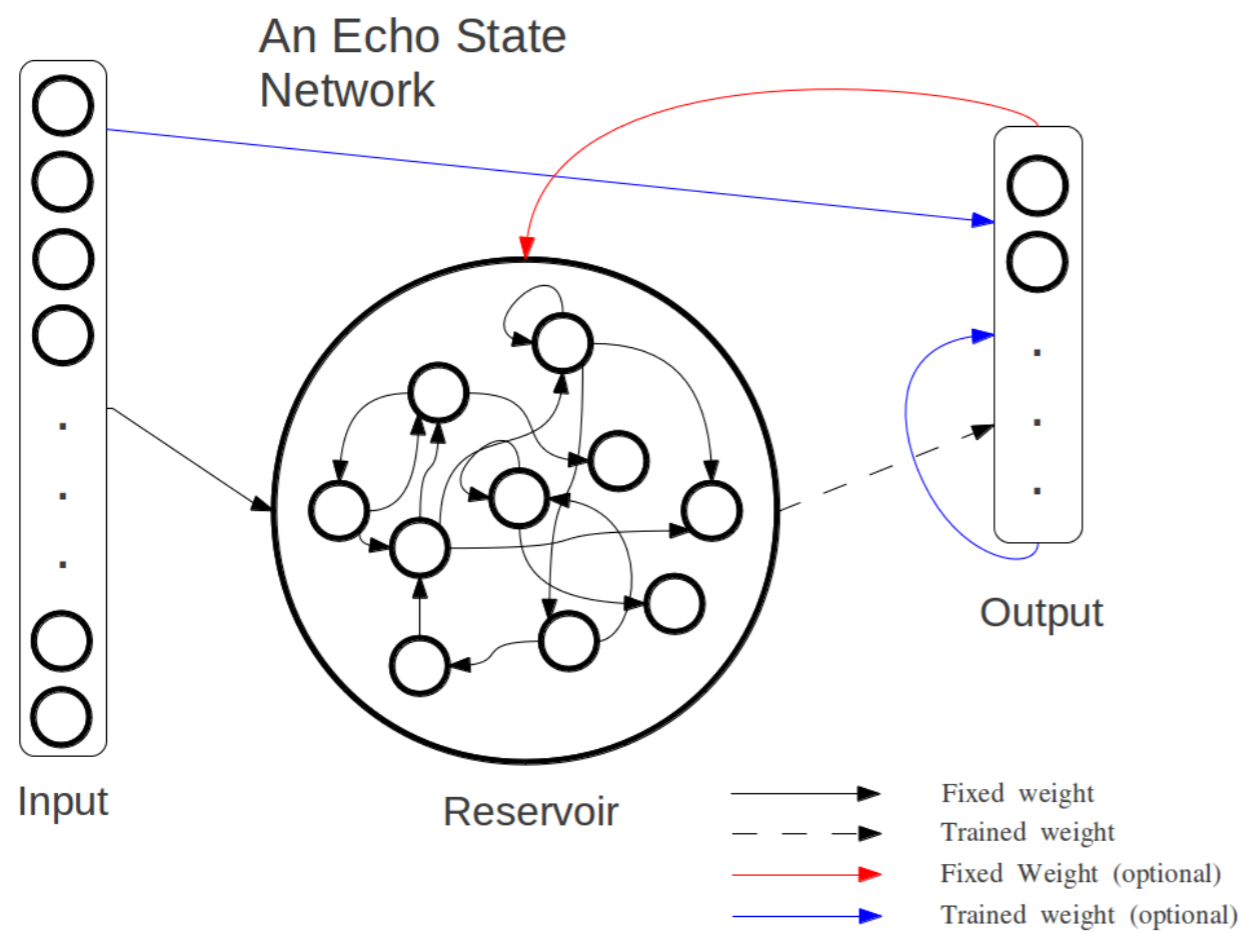 An Echo State
Network
Input
Reservoir
Output
Fixed weight
Trained weight
Fixed Weight (optional)
Trained weight (optional)